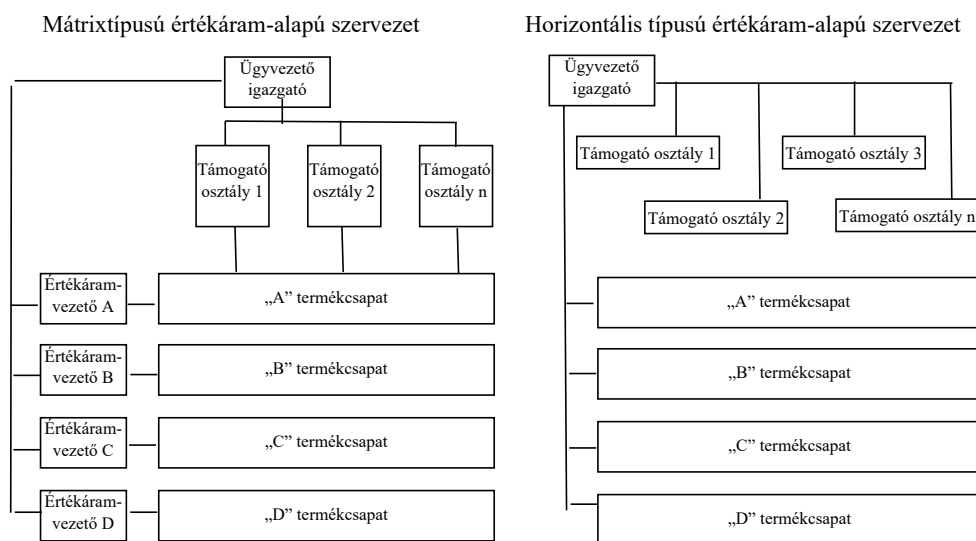 Mátrixtípusú értékáram-alapú szervezet
Ügyvezető
igazgató
Támogató
osztály 1
Támogató
osztály 2
Támogató
osztály n
Értékáram-
vezető A
„A” termékcsapat
Értékáram-
vezető B
„B” termékcsapat
Értékáram-
vezető C
„C” termékcsapat
Értékáram-
vezető D
„D” termékcsapat
Horizontális típusú értékáram-alapú szervezet
Ügyvezető
igazgató
Támogató osztály 1
Támogató osztály 3
Támogató osztály 2
Támogató osztály n
„A” termékcsapat
„B” termékcsapat
„C” termékcsapat
„D” termékcsapat